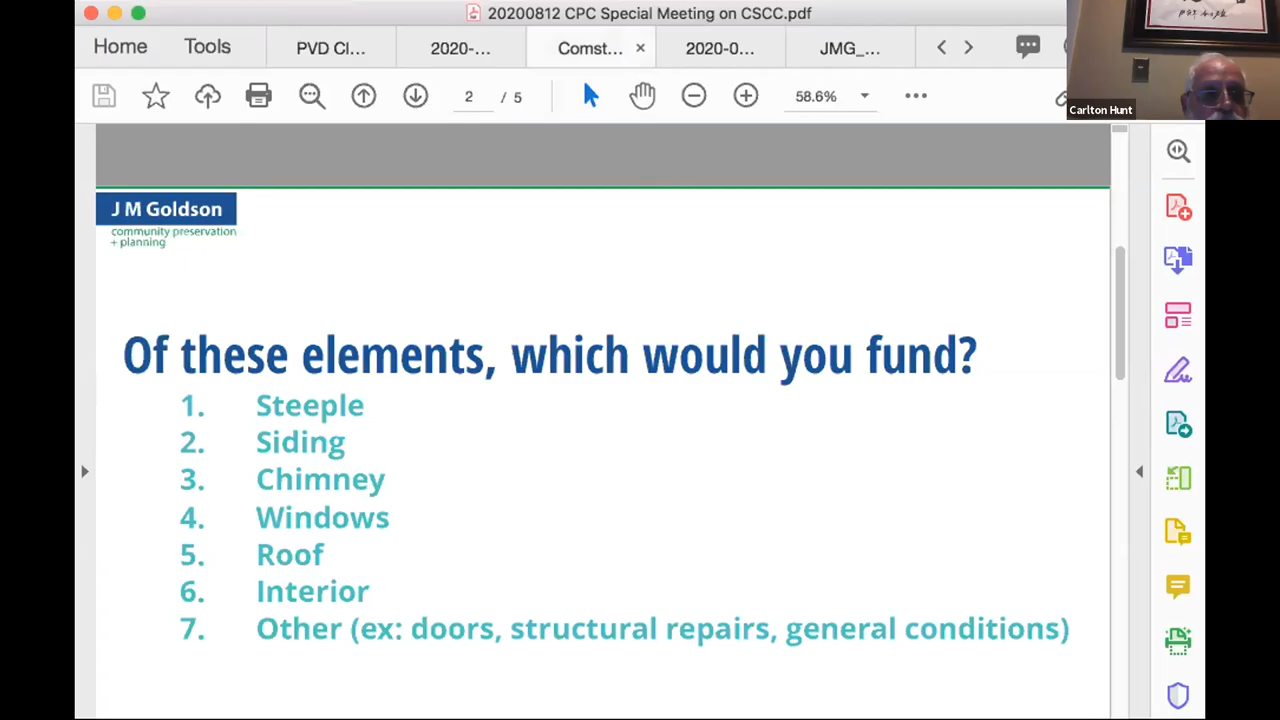 20200812 CPC Special Meeting on CSCC.pdf
Home Tools PVD Cl... 2020-... Comst... × 2020-0... JMG_...
2 / 5 58.6%
Carlton Hunt
J M Goldson
community preservation
+ planning
Of these elements, which would you fund?
1. Steeple
2. Siding
3. Chimney
4. Windows
5. Roof
6. Interior
7. Other (ex: doors, structural repairs, general conditions)